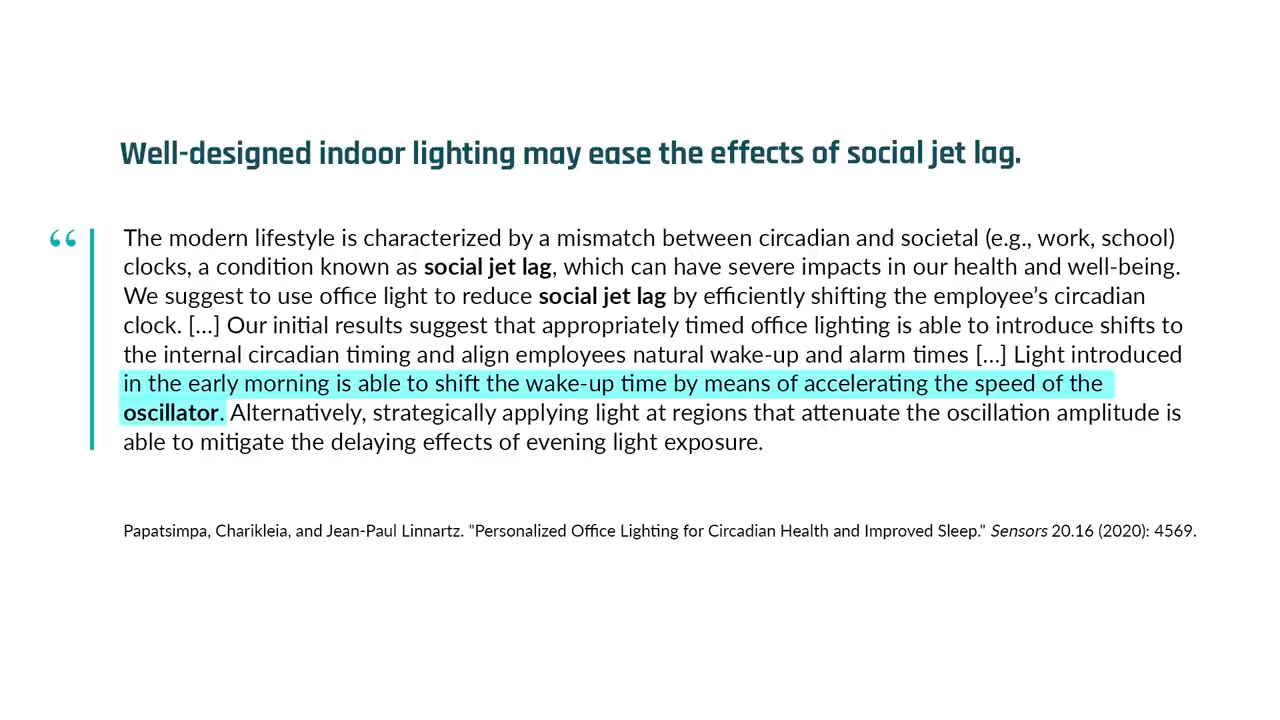 Well-designed indoor lighting may ease the effects of social jet lag.
“
The modern lifestyle is characterized by a mismatch between circadian and societal (e.g., work, school)
clocks, a condition known as social jet lag, which can have severe impacts in our health and well-being.
We suggest to use office light to reduce social jet lag by efficiently shifting the employee’s circadian
clock. [...] Our initial results suggest that appropriately timed office lighting is able to introduce shifts to
the internal circadian timing and align employees natural wake-up and alarm times [...] Light introduced
in the early morning is able to shift the wake-up time by means of accelerating the speed of the
oscillator. Alternatively, strategically applying light at regions that attenuate the oscillation amplitude is
able to mitigate the delaying effects of evening light exposure.
Papatsimpa, Charikleia, and Jean-Paul Linnartz. "Personalized Office Lighting for Circadian Health and Improved Sleep." Sensors 20.16 (2020): 4569.